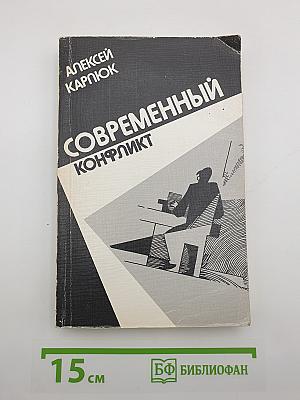 АЛЕКСЕЙ
КАРПЮК
СОВРЕМЕННЫЙ
КОНФЛИКТ
15 см
БФ БИБЛИОФАН